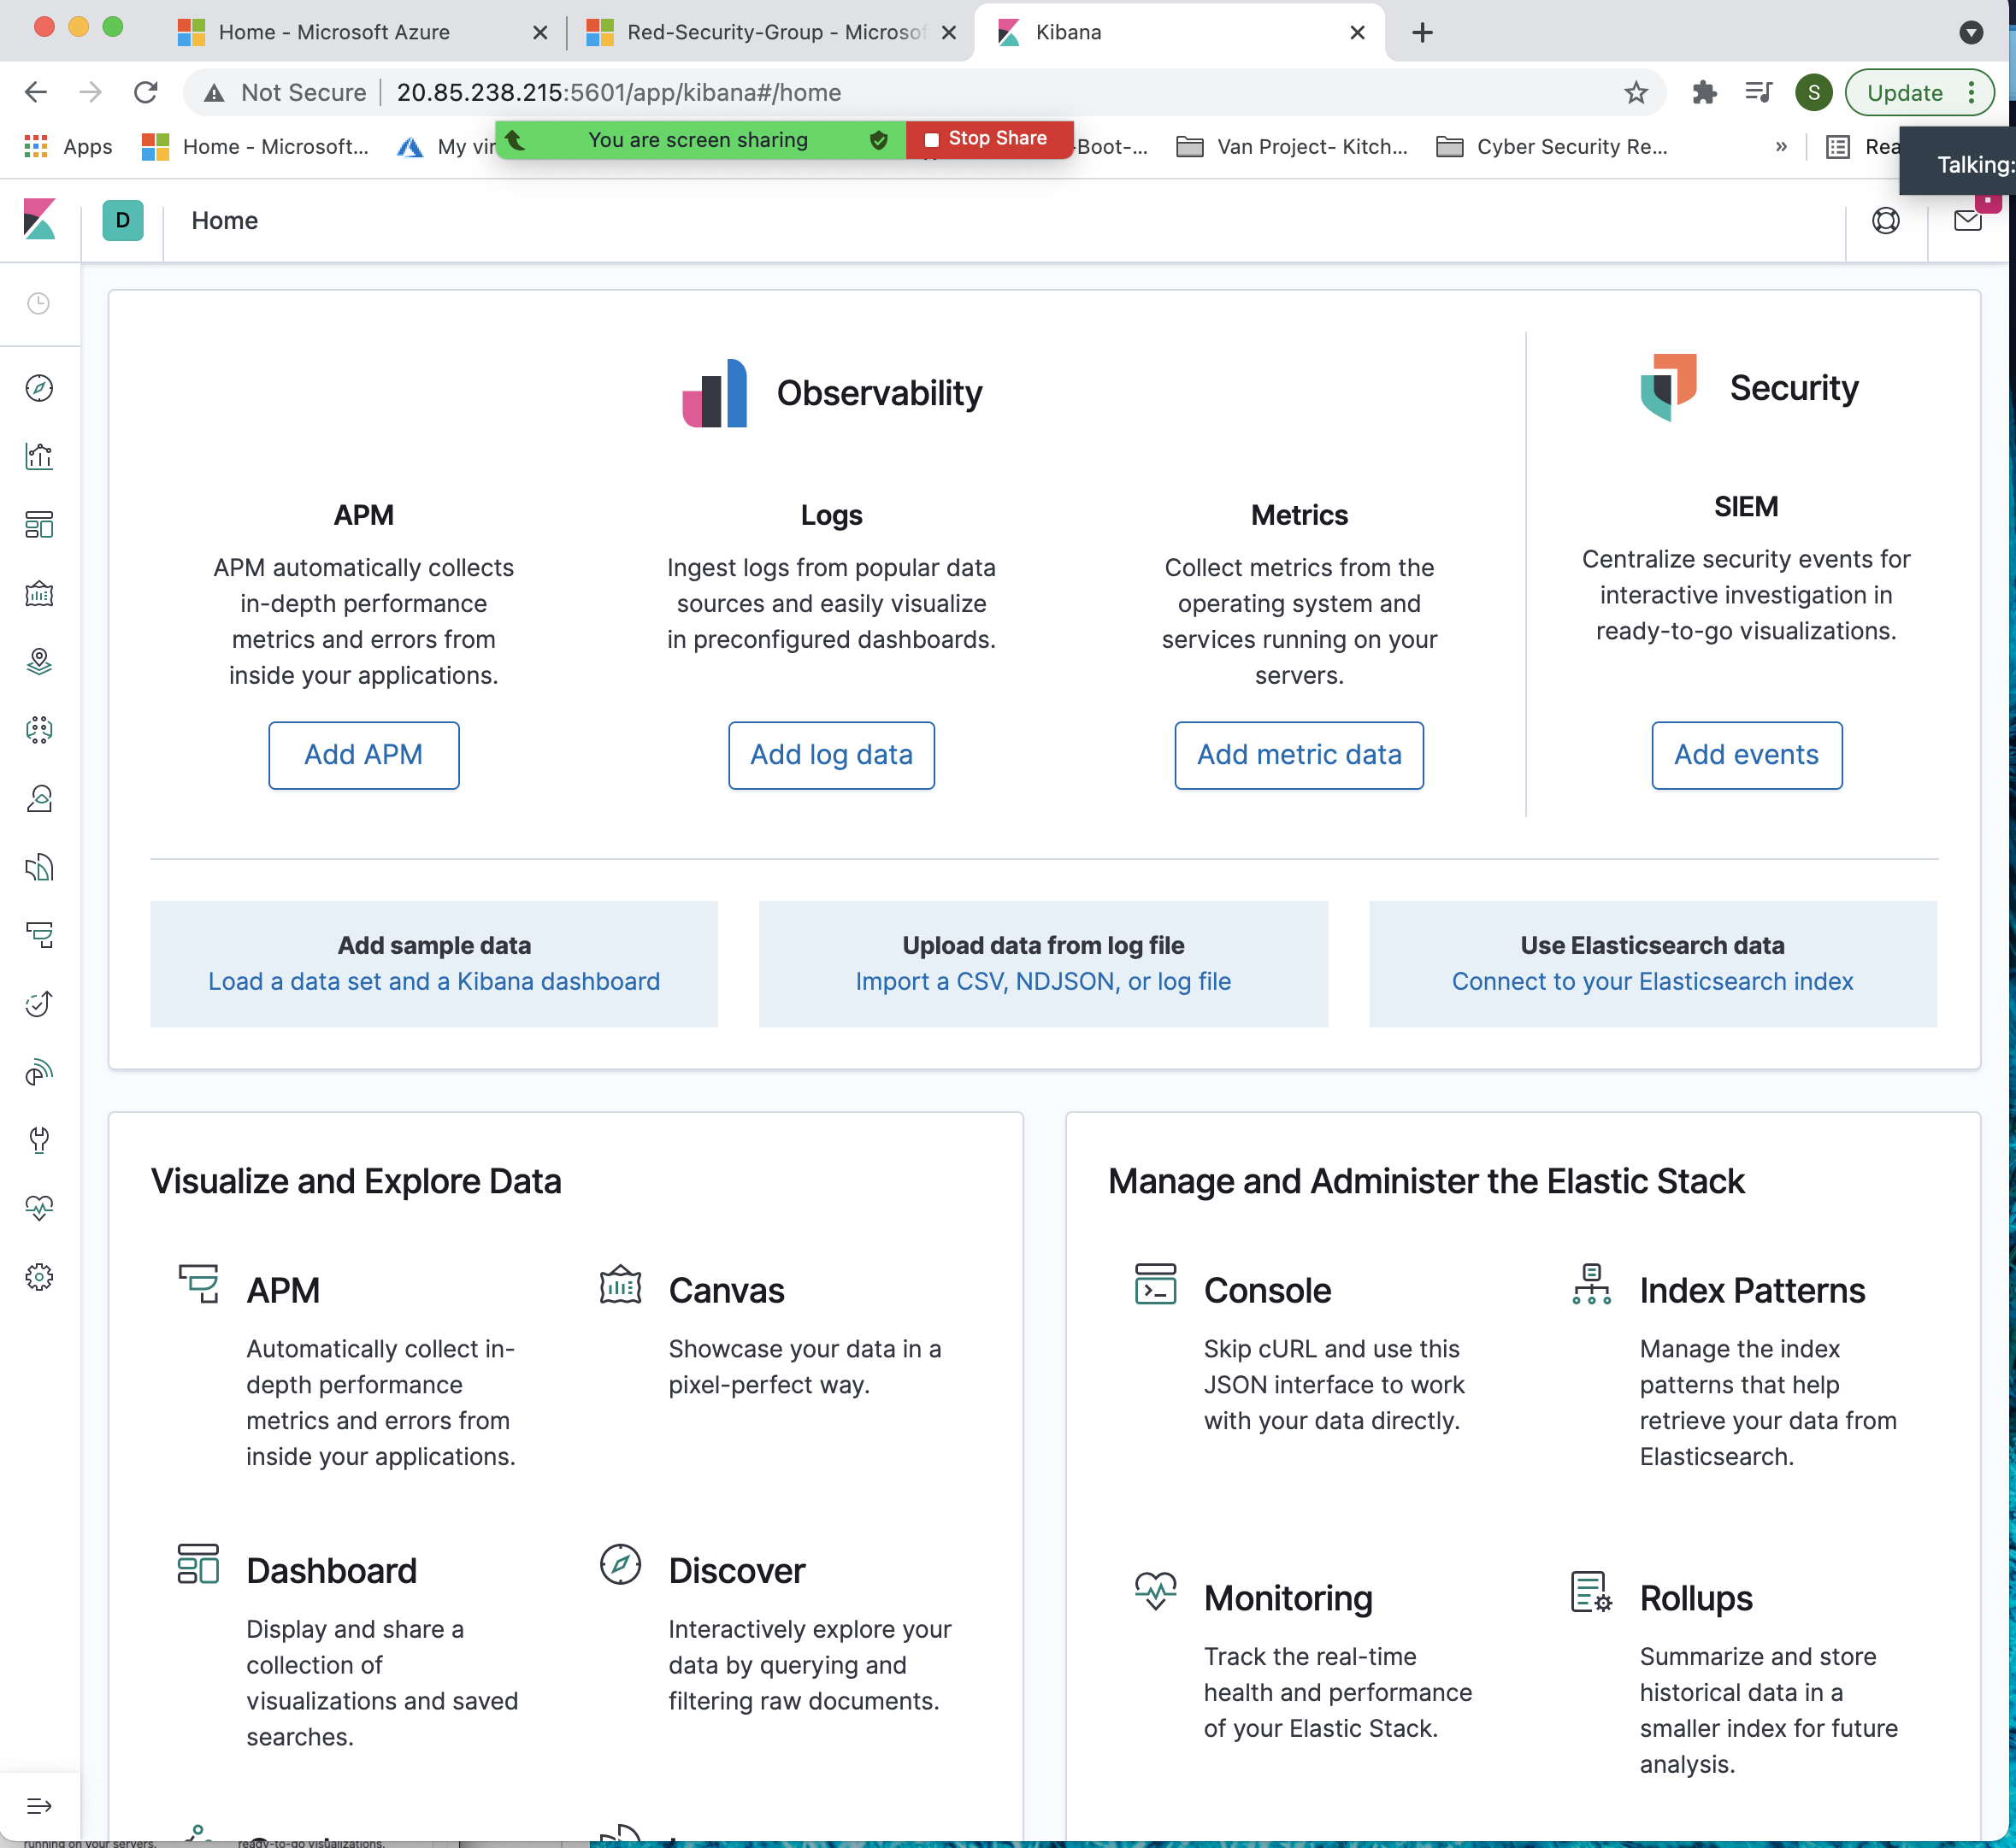 Home - Microsoft Azure
Red-Security-Group - Microsof
Kibana
Not Secure
20.85.238.215:5601/app/kibana#/home
S
Update
Apps
Home - Microsoft...
My vir
You are screen sharing
Stop Share
-Boot-...
Van Project- Kitch...
Cyber Security Re...
»
Rea
Talking:
D
Home
Observability
Security
APM
APM automatically collects
in-depth performance
metrics and errors from
inside your applications.
Add APM
Logs
Ingest logs from popular data
sources and easily visualize
in preconfigured dashboards.
Add log data
Metrics
Collect metrics from the
operating system and
services running on your
servers.
Add metric data
SIEM
Centralize security events for
interactive investigation in
ready-to-go visualizations.
Add events
Add sample data
Load a data set and a Kibana dashboard
Upload data from log file
Import a CSV, NDJSON, or log file
Use Elasticsearch data
Connect to your Elasticsearch index
Visualize and Explore Data
APM
Automatically collect in-
depth performance
metrics and errors from
inside your applications.
Canvas
Showcase your data in a
pixel-perfect way.
Dashboard
Display and share a
collection of
visualizations and saved
searches.
Discover
Interactively explore your
data by querying and
filtering raw documents.
Manage and Administer the Elastic Stack
Console
Skip cURL and use this
JSON interface to work
with your data directly.
Index Patterns
Manage the index
patterns that help
retrieve your data from
Elasticsearch.
Monitoring
Track the real-time
health and performance
of your Elastic Stack.
Rollups
Summarize and store
historical data in a
smaller index for future
analysis.
running on your servers.
ready-to-go visualizations.